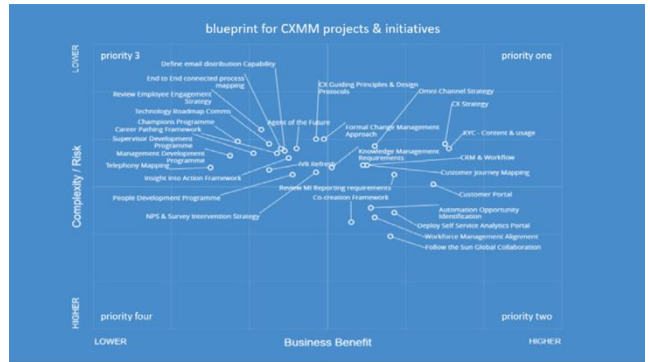 blueprint for CXMM projects & initiatives
LOWER
priority 3
priority one
Define email distribution Capability
End to End connected process
mapping
Review Employee Engagement
Strategy
Technology Roadmap Comms
Champions Programme
Career Pathing Framework
Supervisor Development
Programme
Management Development
Programme
Telephony Mapping
Insight Into Action Framework
People Development Programme
NPS & Survey Intervention Strategy
Agent of the Future
CX Guiding Principles & Design
Protocols
Omni Channel Strategy
CX Strategy
Formal Change Management
Approach
KYC - Content & usage
Knowledge Management
Requirements
CRM & Workflow
IVR Refresh
Customer Journey Mapping
Review MI Reporting requirements
Customer Portal
Co-creation Framework
Automation Opportunity
Identification
Deploy Self Service Analytics Portal
Workforce Management Alignment
Follow the Sun Global Collaboration
Complexity / Risk
HIGHER
priority four
priority two
LOWER
Business Benefit
HIGHER